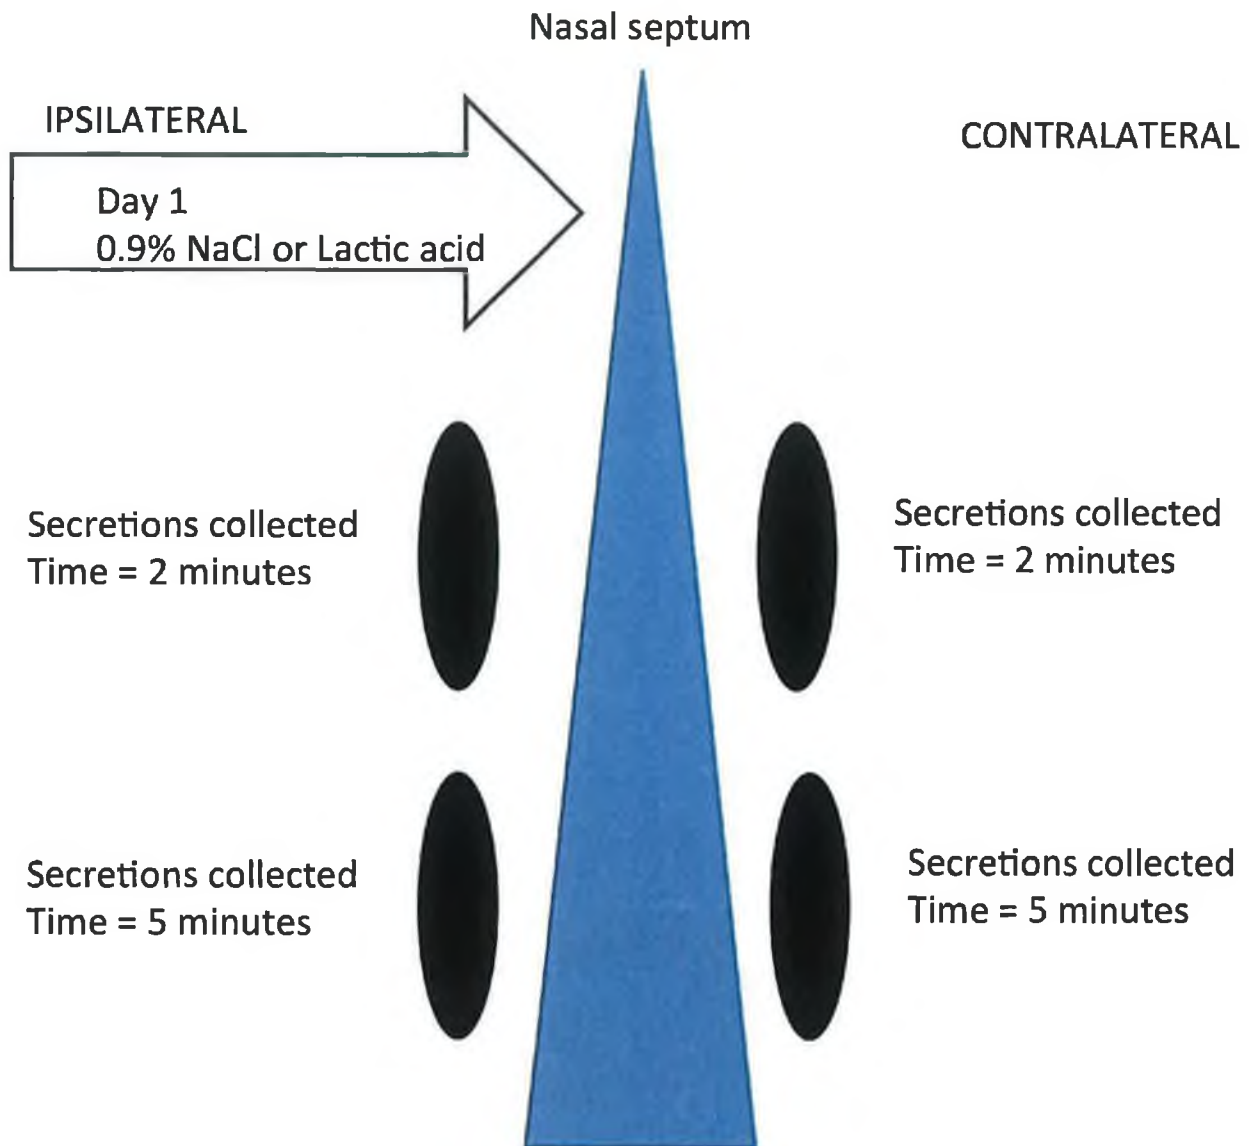 Nasal septum
IPSILATERAL
CONTRALATERAL
Day 1
0.9% NaCl or Lactic acid
Secretions collected
Time = 2 minutes
Secretions collected
Time = 2 minutes
Secretions collected
Time = 5 minutes
Secretions collected
Time = 5 minutes